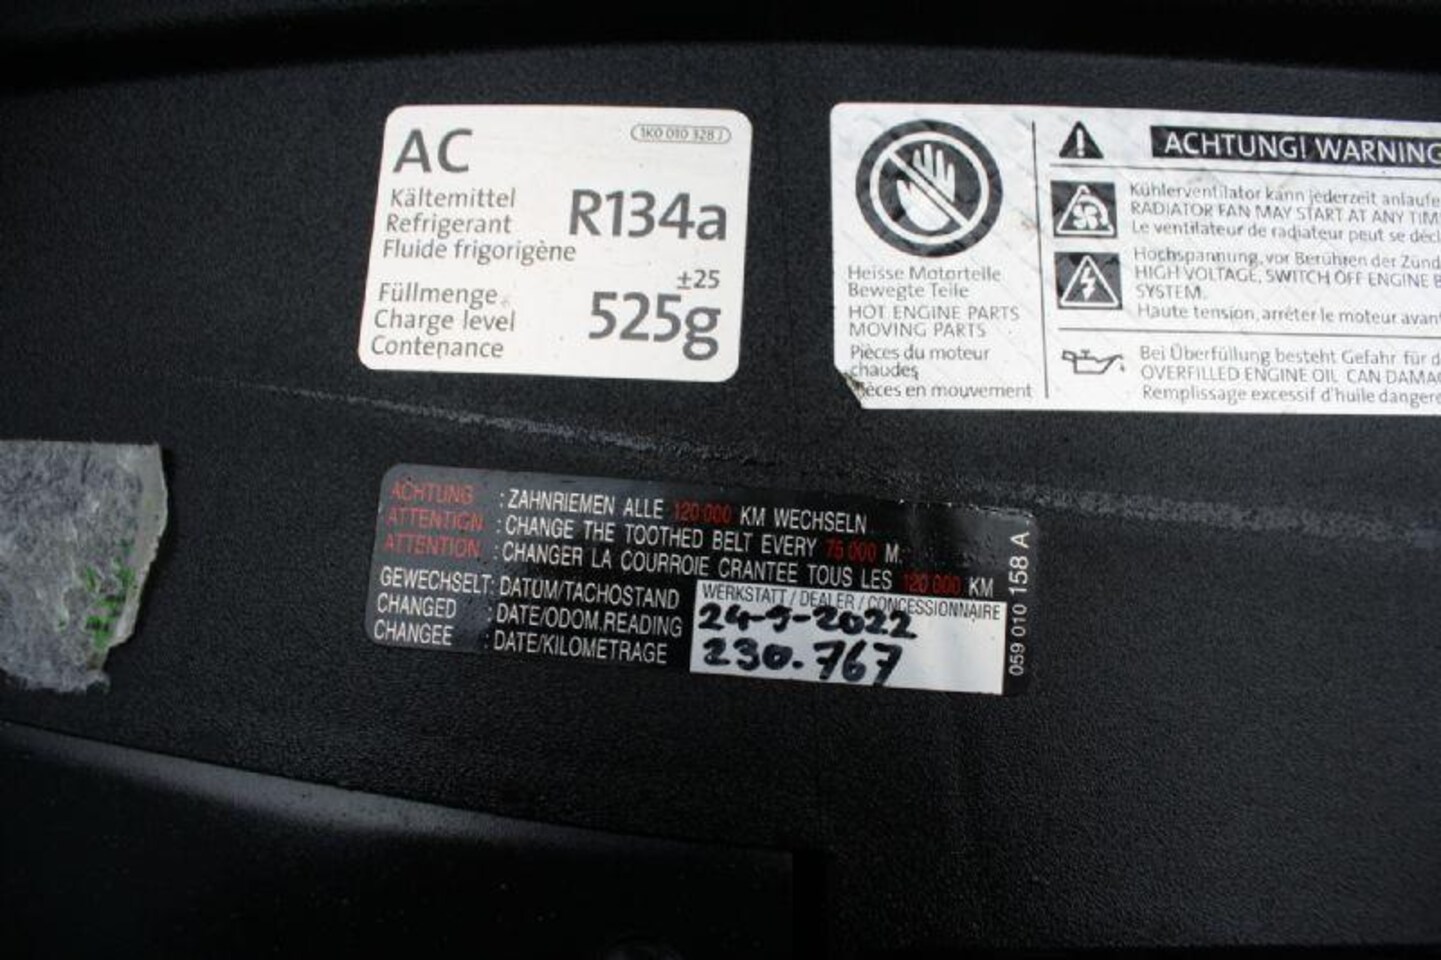 AC
1K0 010 328 J
Kältemittel
Refrigerant
Fluide frigorigène
R134a
Füllmenge
Charge level
Contenance
±25
525g
Heisse Motorteile
Bewegte Teile
HOT ENGINE PARTS
MOVING PARTS
Pièces du moteur
chaudes
èces en mouvement
ACHTUNG! WARNING
Kühlerventilator kann jederzeit anlaufe
RADIATOR FAN MAY START AT ANY TIM
Le ventilateur de radiateur peut se décl
Hochspannung, vor Berühren der Zünd
HIGH VOLTAGE, SWITCH OFF ENGINE B
SYSTEM.
Haute tension, arrêter le moteur avant
Bei Überfüllung besteht Gefahr für d
OVERFILLED ENGINE OIL CAN DAMA
Remplissage excessif d'huile dangere
ACHTUNG : ZAHNRIEMEN ALLE 120 000 KM WECHSELN
ATTENTION : CHANGE THE TOOTHED BELT EVERY 75 000 M.
ATTENTION : CHANGER LA COURROIE CRANTEE TOUS LES 120 000 KM
GEWECHSELT: DATUM/TACHOSTAND
CHANGED : DATE/ODOM.READING
CHANGEE : DATE/KILOMETRAGE
WERKSTATT / DEALER / CONCESSIONNAIRE
24-5-2022
230.767
059 010 158 A